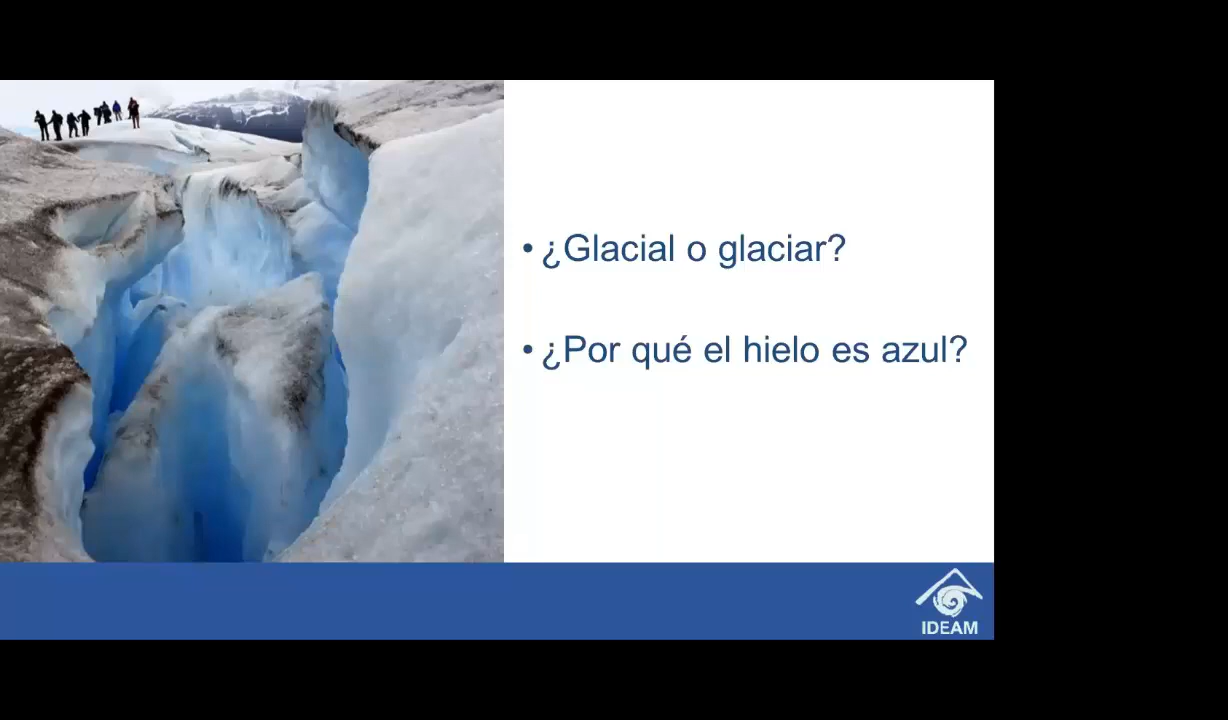 • ¿Glacial o glaciar?
• ¿Por qué el hielo es azul?
IDEAM